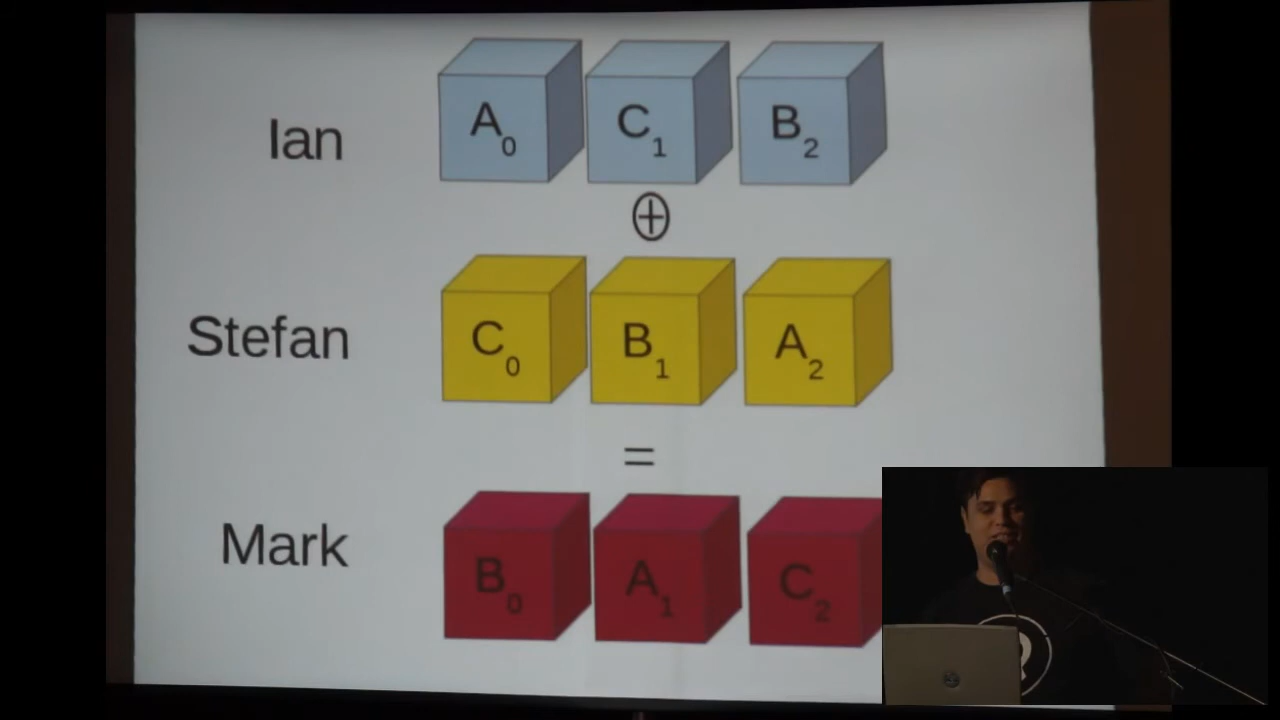 Ian A₀ C₁ B₂
⊕
Stefan C₀ B₁ A₂
=
Mark B₀ A₁ C₂
R